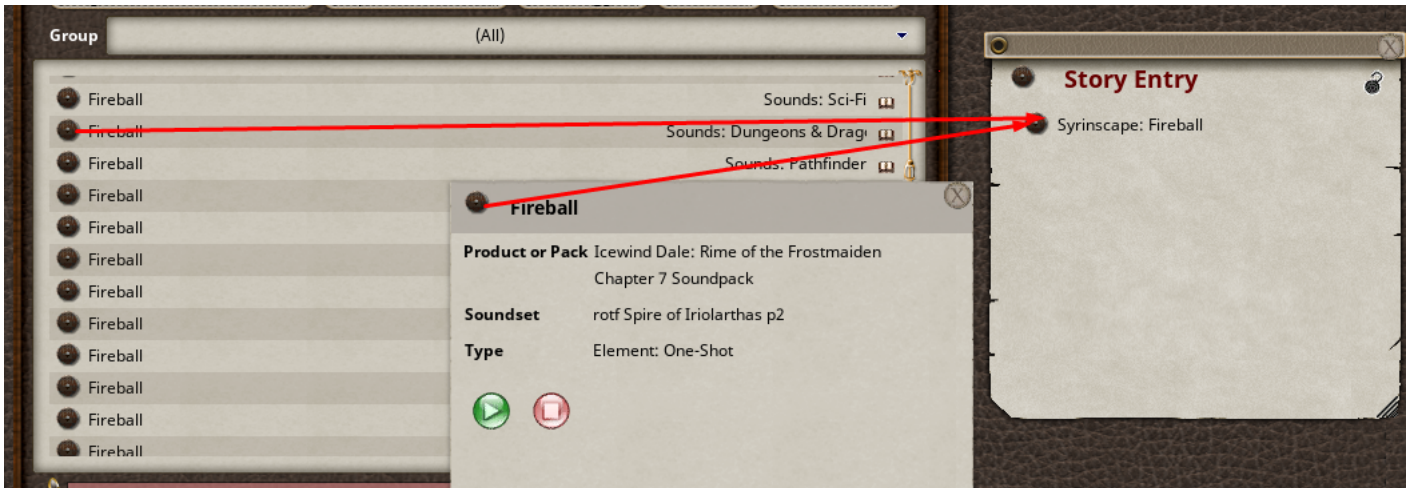 Group (All)
Fireball Sounds: Sci-Fi
Fireball Sounds: Dungeons & Drag
Fireball Sounds: Pathfinder
Fireball
Fireball
Fireball
Fireball
Fireball
Fireball
Fireball
Fireball
Fireball
Fireball
Product or Pack Icewind Dale: Rime of the Frostmaiden
Chapter 7 Soundpack
Soundset rotf Spire of Iriolarthas p2
Type Element: One-Shot
Story Entry
Syrinscape: Fireball